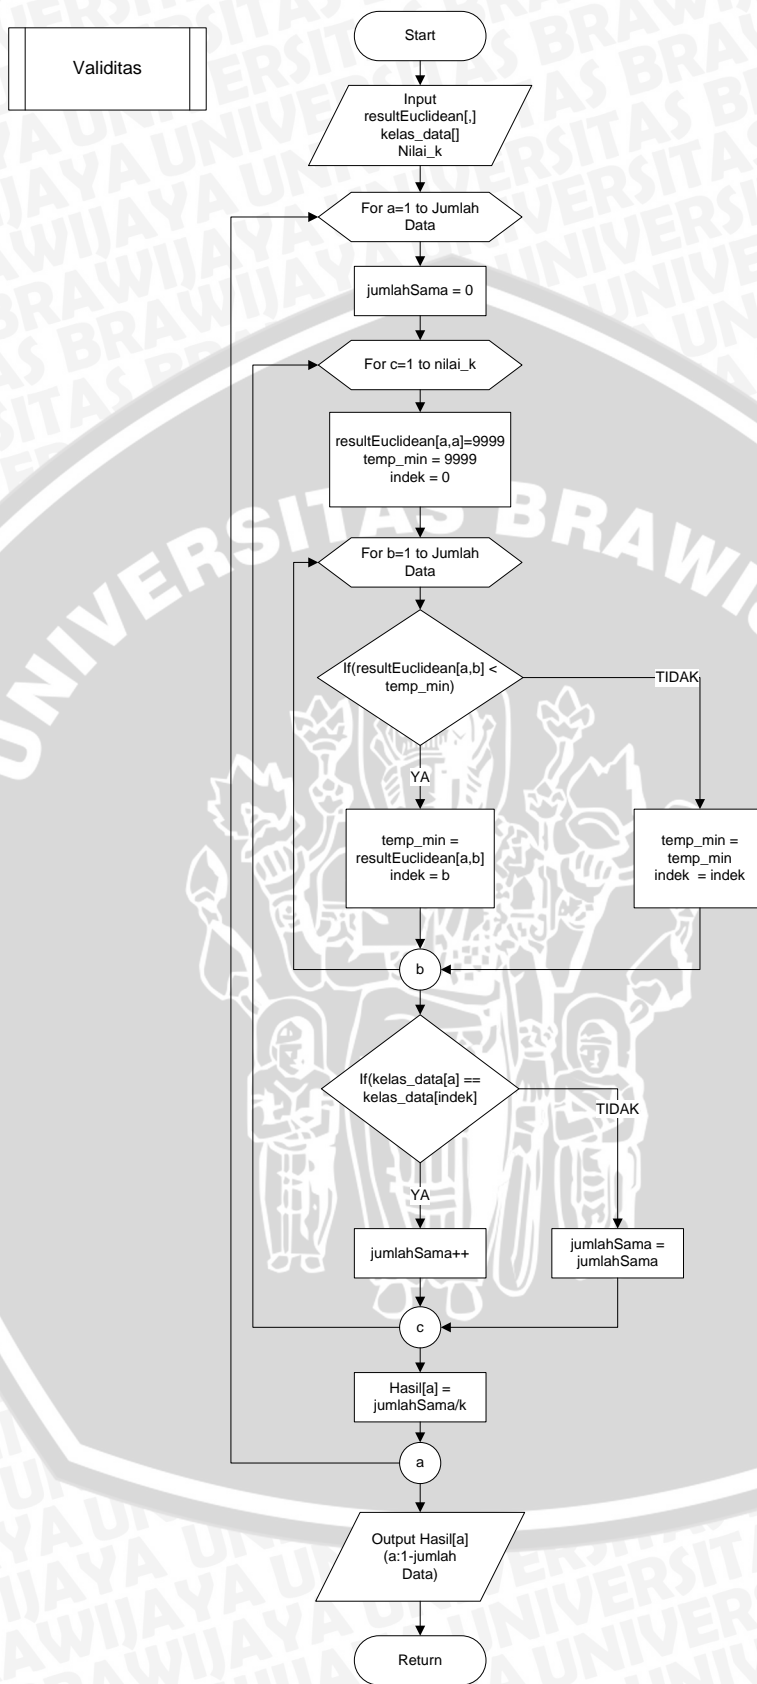 Validitas
Start
Input
resultEuclidean[,]
kelas_data[]
Nilai_k
For a=1 to Jumlah
Data
jumlahSama = 0
For c=1 to nilai_k
resultEuclidean[a,a]=9999
temp_min = 9999
indek = 0
For b=1 to Jumlah
Data
If(resultEuclidean[a,b] <
temp_min)
TIDAK
YA
temp_min =
resultEuclidean[a,b]
indek = b
temp_min =
temp_min
indek = indek
b
If(kelas_data[a] ==
kelas_data[indek]
TIDAK
YA
jumlahSama++
jumlahSama =
jumlahSama
c
Hasil[a] =
jumlahSama/k
a
Output Hasil[a]
(a:1-jumlah
Data)
Return
UNIVERSITAS BRAWI